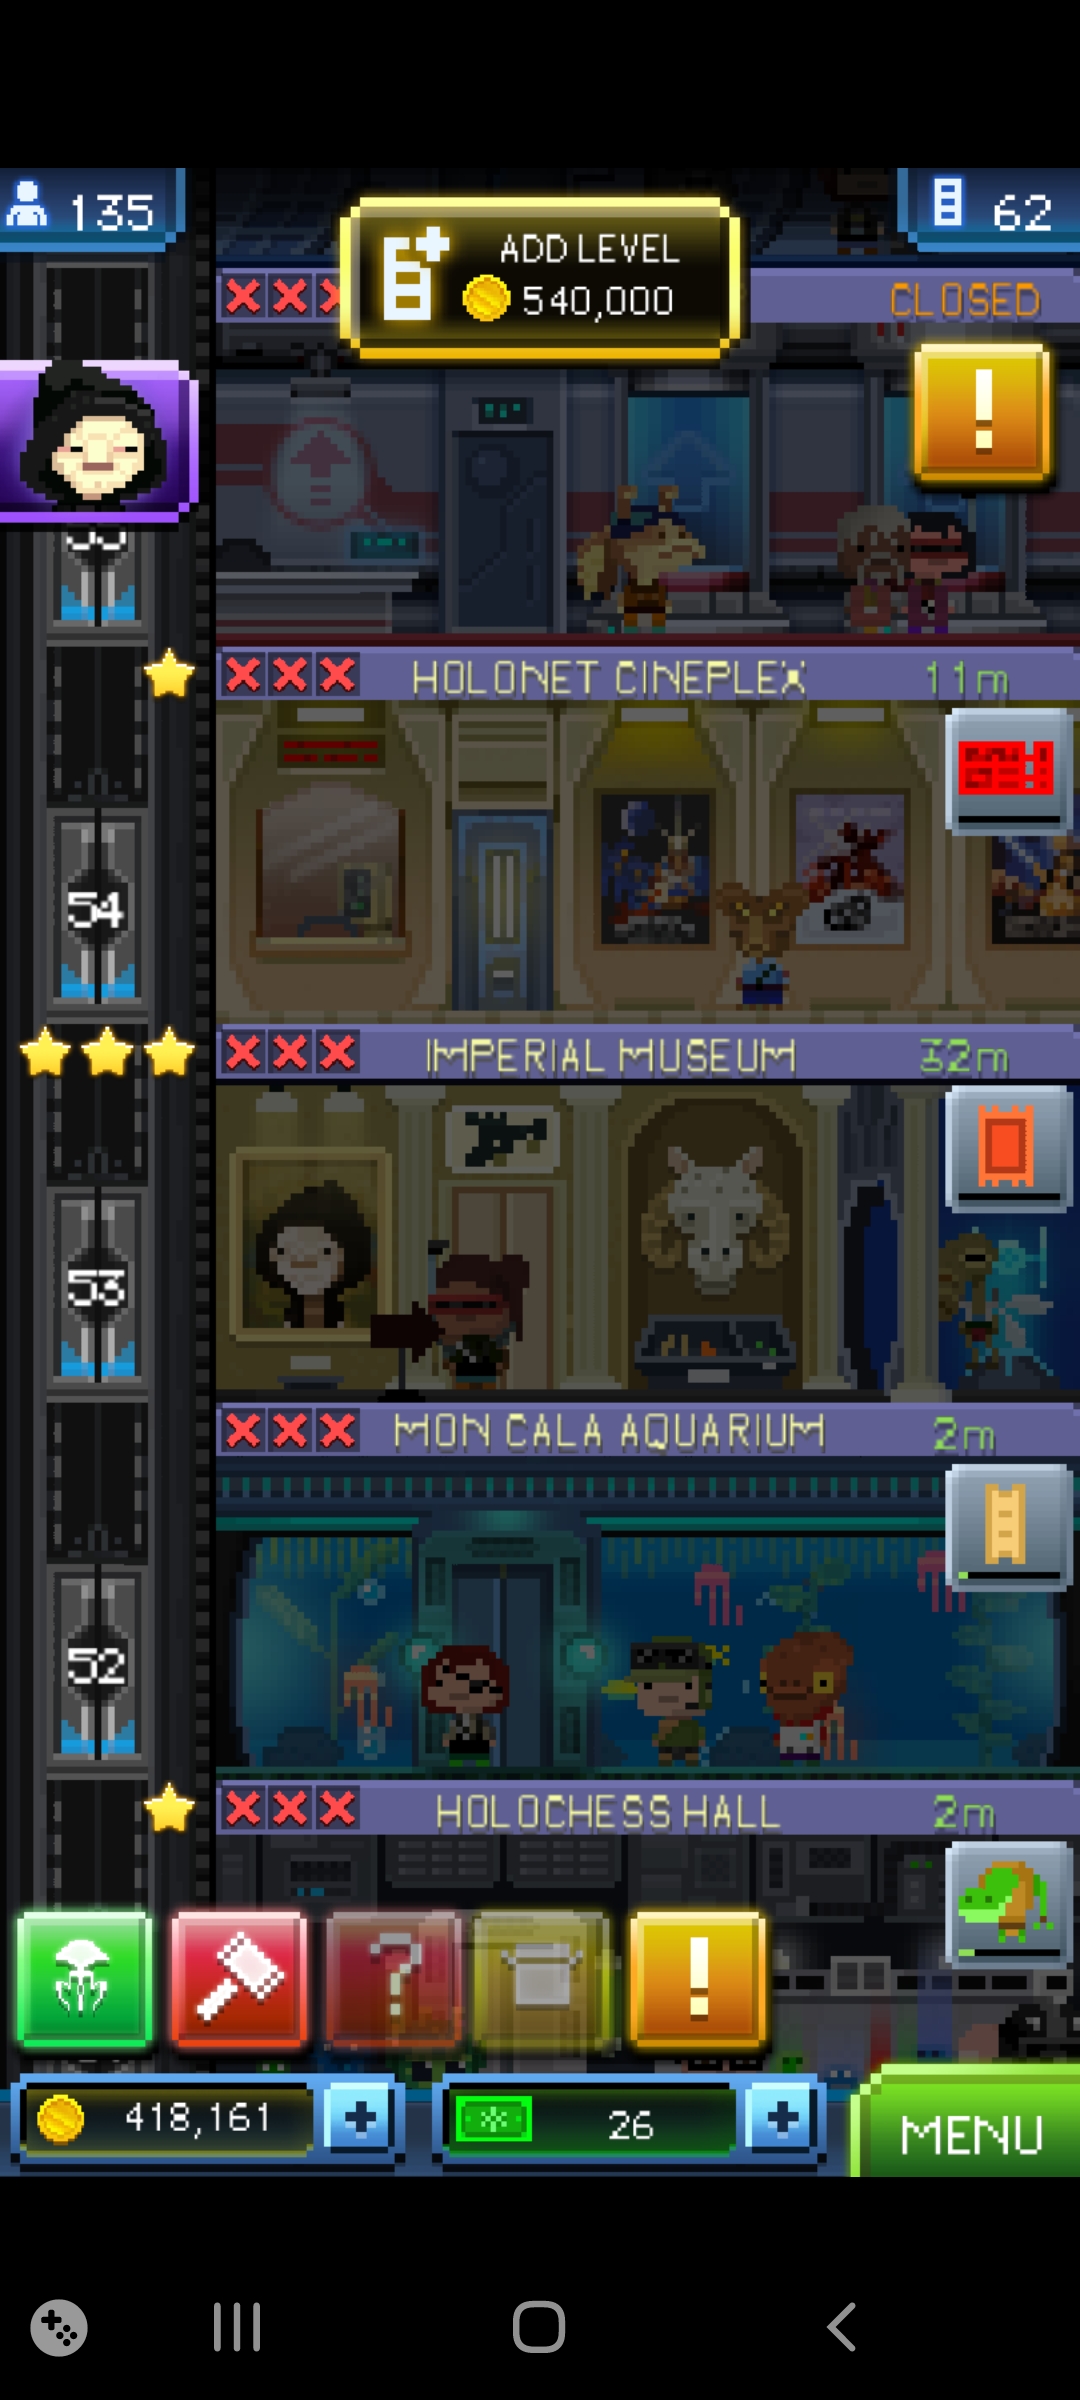 135
62
ADD LEVEL
540,000
CLOSED
HOLONET CINEPLEX 11m
54
IMPERIAL MUSEUM 32m
53
MON CALA AQUARIUM 2m
52
HOLOCHESS HALL 2m
418,161
26
MENU